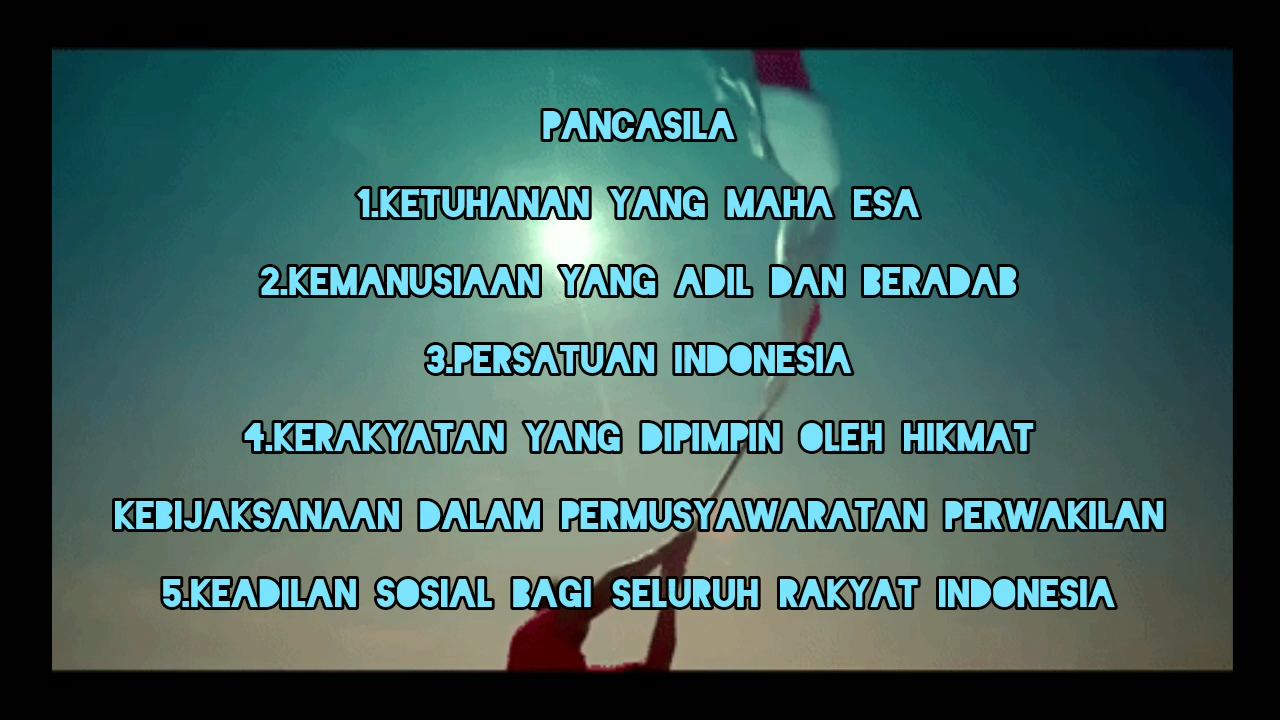 PANCASILA
1.KETUHANAN YANG MAHA ESA
2.KEMANUSIAAN YANG ADIL DAN BERADAB
3.PERSATUAN INDONESIA
4.KERAKYATAN YANG DIPIMPIN OLEH HIKMAT
KEBIJAKSANAAN DALAM PERMUSYAWARATAN PERWAKILAN
5.KEADILAN SOSIAL BAGI SELURUH RAKYAT INDONESIA